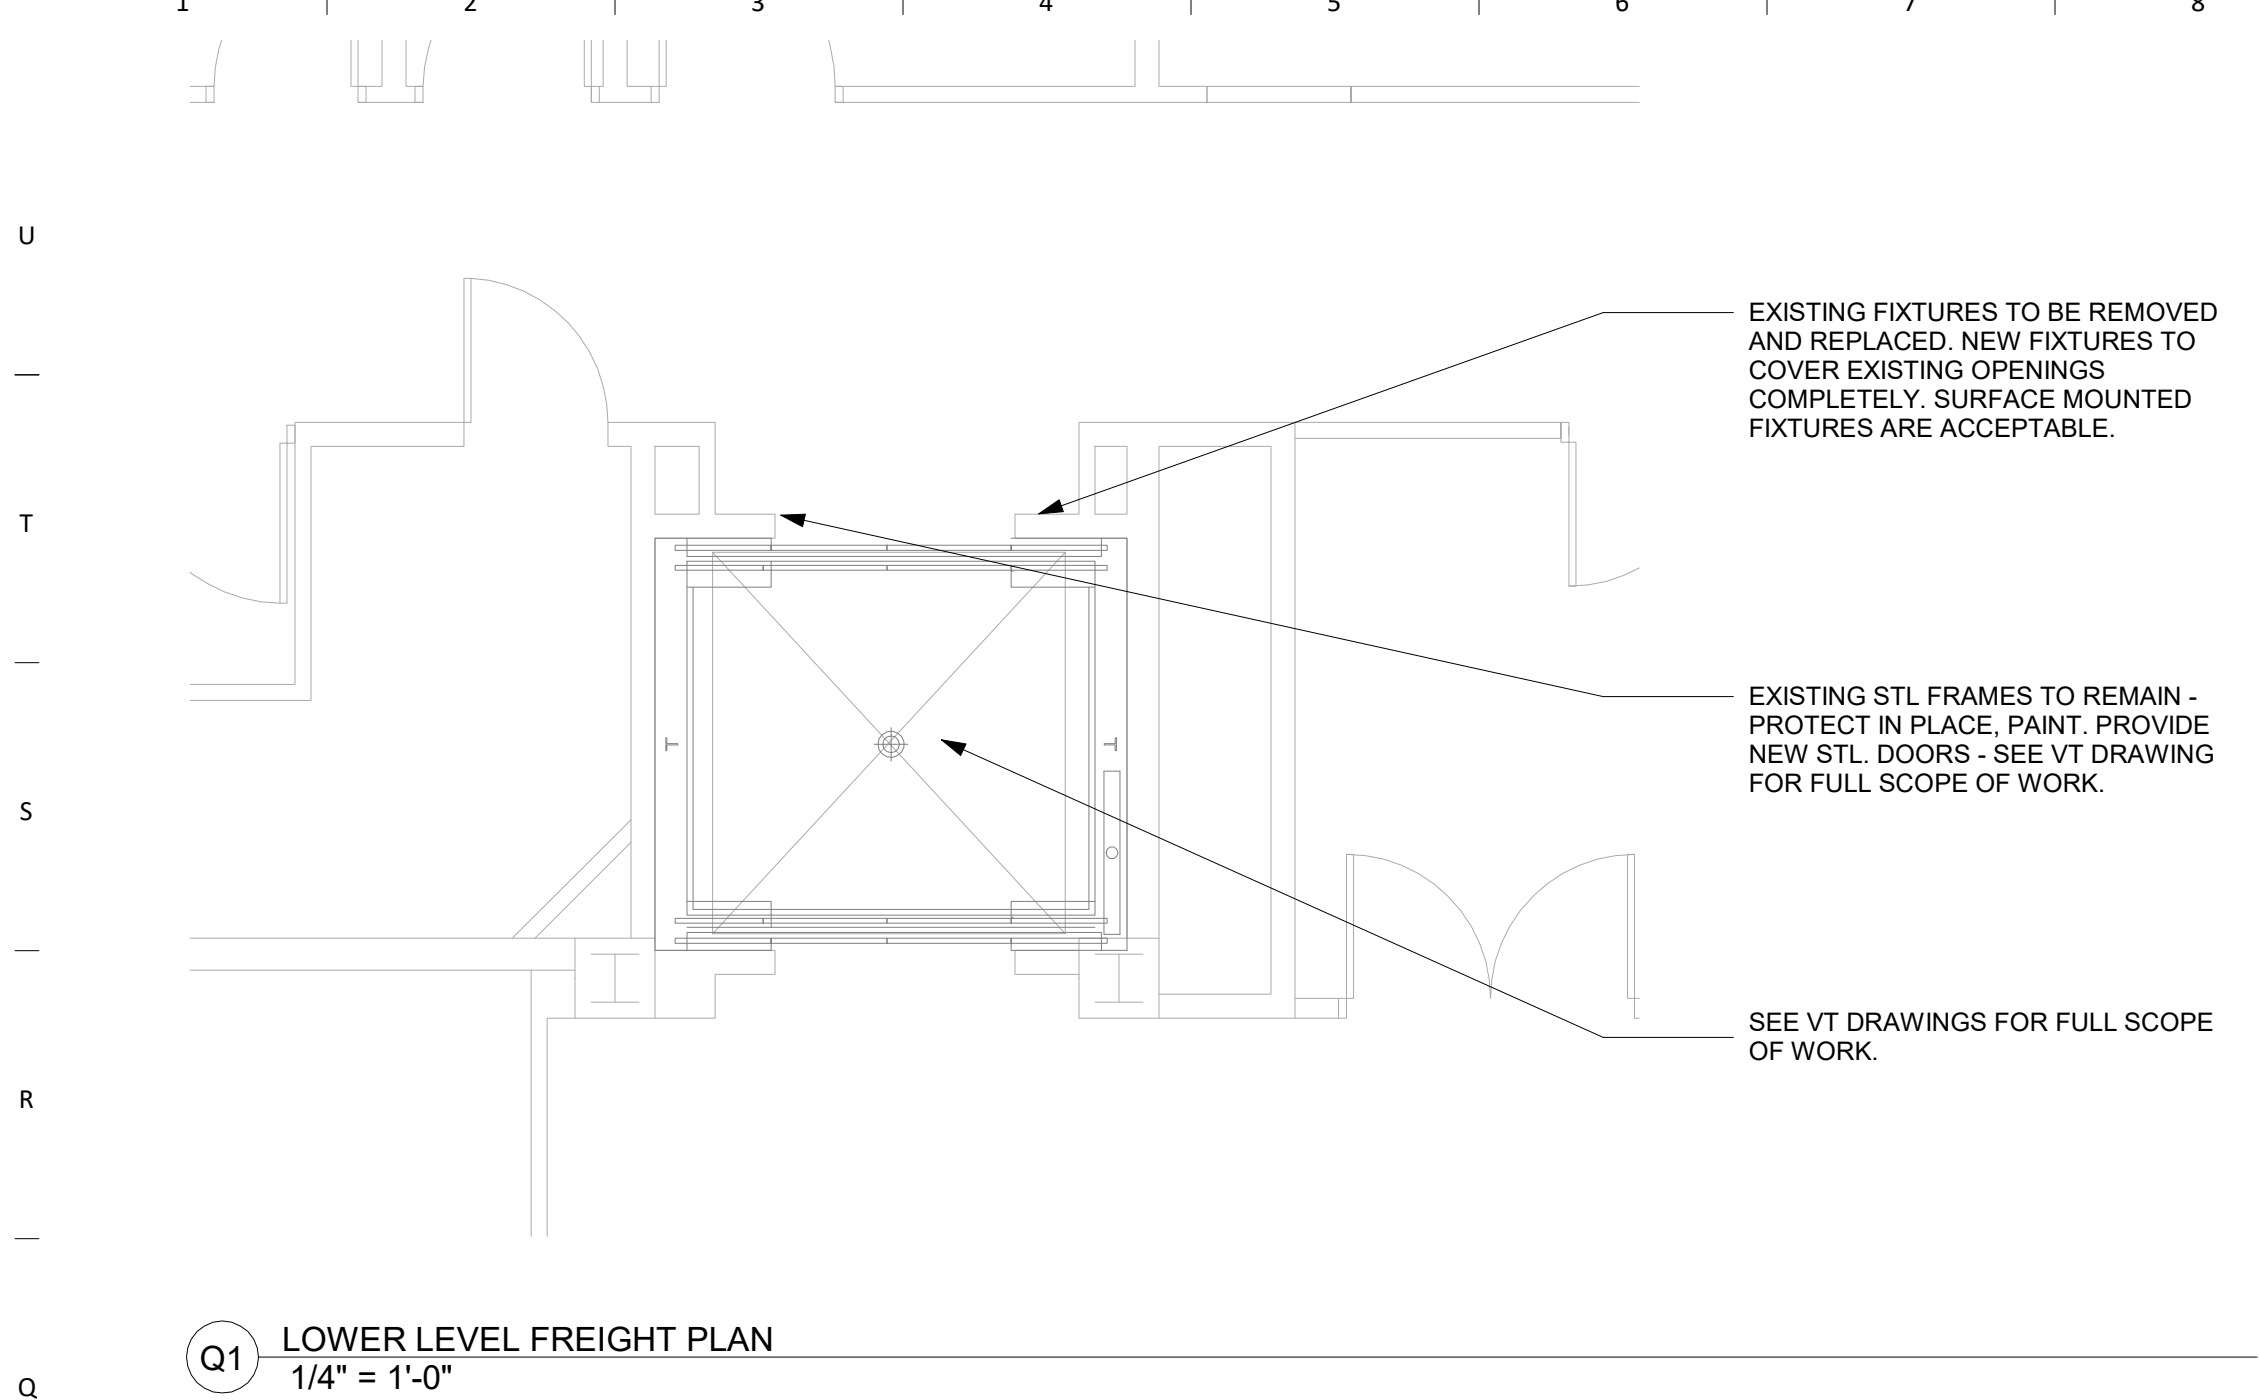 1 2 3 4 5 6 7 8
U
EXISTING FIXTURES TO BE REMOVED
AND REPLACED. NEW FIXTURES TO
COVER EXISTING OPENINGS
COMPLETELY. SURFACE MOUNTED
FIXTURES ARE ACCEPTABLE.
T
EXISTING STL FRAMES TO REMAIN -
PROTECT IN PLACE, PAINT. PROVIDE
NEW STL. DOORS - SEE VT DRAWING
FOR FULL SCOPE OF WORK.
S
SEE VT DRAWINGS FOR FULL SCOPE
OF WORK.
R
Q1 LOWER LEVEL FREIGHT PLAN
1/4" = 1'-0"
Q